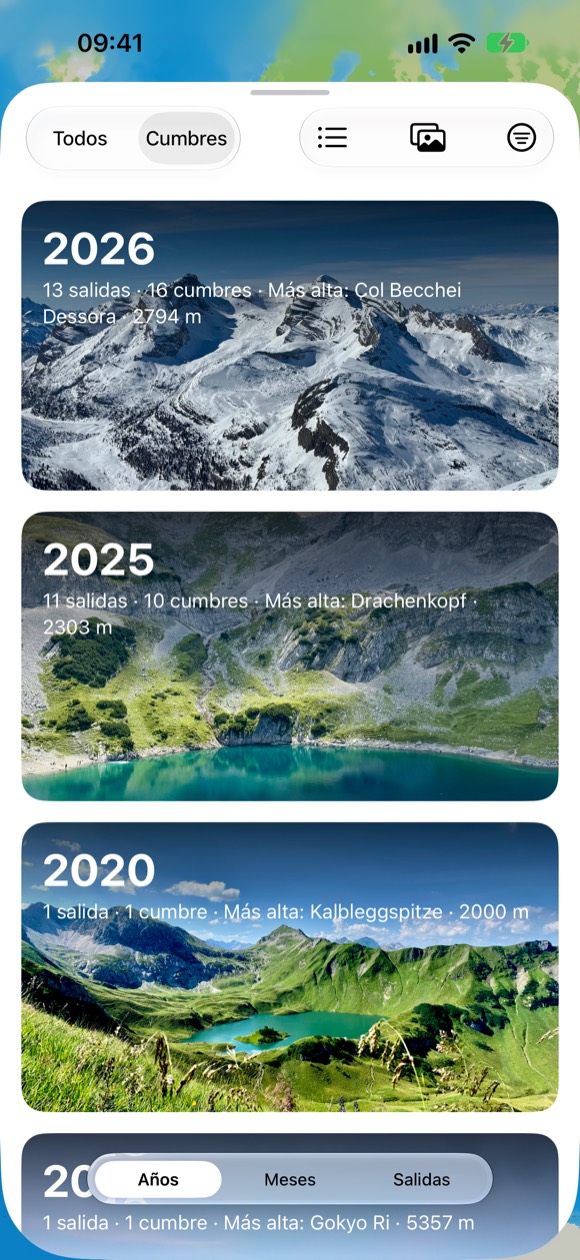 09:41
Todos
Cumbres
2026
13 salidas · 16 cumbres · Más alta: Col Becchei
Dessora · 2794 m
2025
11 salidas · 10 cumbres · Más alta: Drachenkopf ·
2303 m
2020
1 salida · 1 cumbre · Más alta: Kalbleggspitze · 2000 m
Años
Meses
Salidas
1 salida · 1 cumbre · Más alta: Gokyo Ri · 5357 m